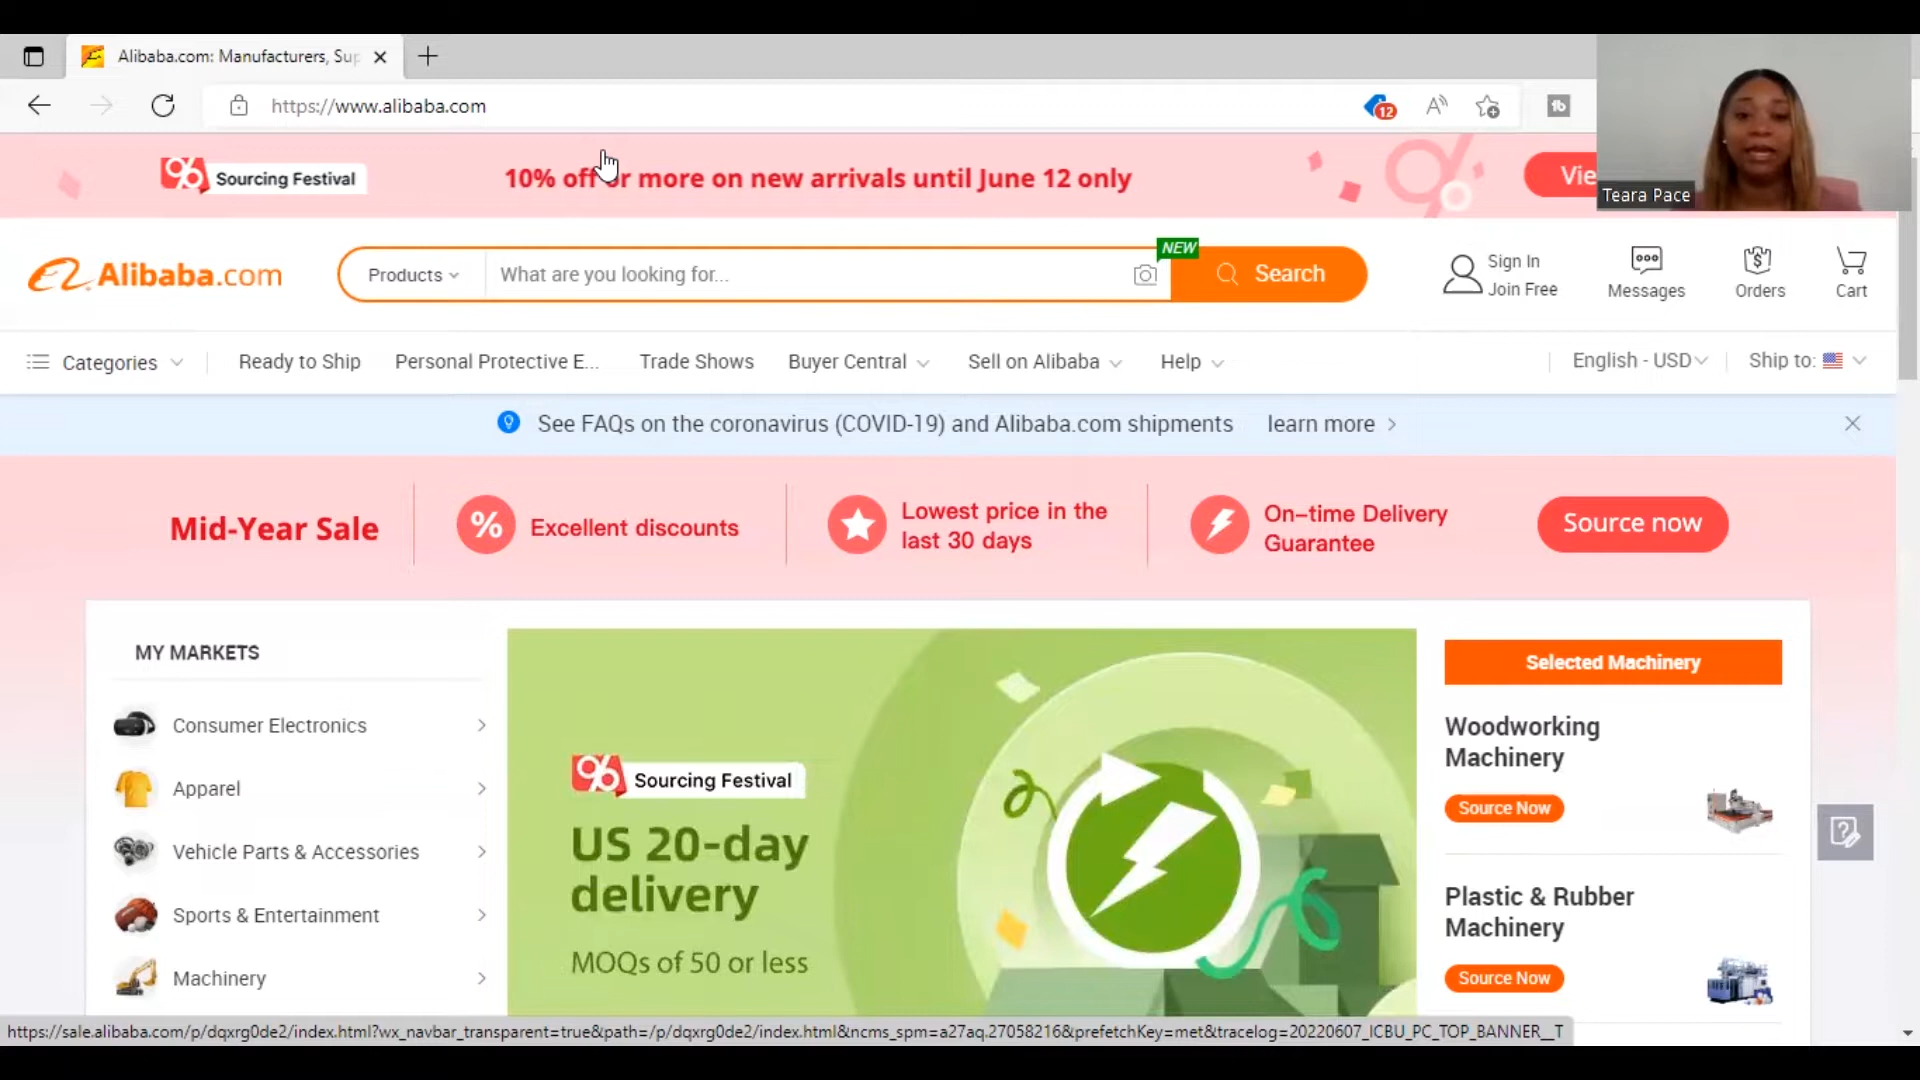 Alibaba.com: Manufacturers, Sup
https://www.alibaba.com
12
96 Sourcing Festival
10% off or more on new arrivals until June 12 only
Vie
Teara Pace
Alibaba.com
Products
What are you looking for...
NEW
Search
Sign In
Join Free
Messages
Orders
Cart
Categories
Ready to Ship
Personal Protective E...
Trade Shows
Buyer Central
Sell on Alibaba
Help
English - USD
Ship to:
See FAQs on the coronavirus (COVID-19) and Alibaba.com shipments
learn more
Mid-Year Sale
% Excellent discounts
Lowest price in the
last 30 days
On-time Delivery
Guarantee
Source now
MY MARKETS
Consumer Electronics
Apparel
Vehicle Parts & Accessories
Sports & Entertainment
Machinery
96 Sourcing Festival
US 20-day
delivery
MOQs of 50 or less
Selected Machinery
Woodworking
Machinery
Source Now
Plastic & Rubber
Machinery
Source Now
https://sale.alibaba.com/p/dqxrg0de2/index.html?wx_navbar_transparent=true&path=/p/dqxrg0de2/index.html&ncms_spm=a27aq.27058216&prefetchKey=met&tracelog=20220607_ICBU_PC_TOP_BANNER__T